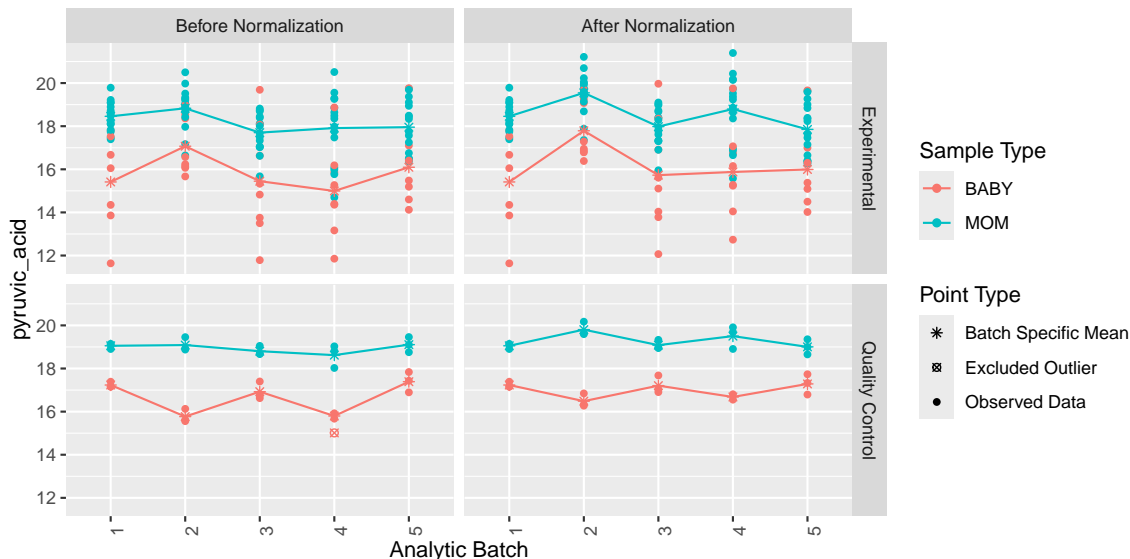 Before Normalization
After Normalization
20
18
16
14
12
Experimental
20
18
16
14
12
Quality Control
pyruvic_acid
1
2
3
4
5
1
2
3
4
5
Analytic Batch
Sample Type
BABY
MOM
Point Type
Batch Specific Mean
Excluded Outlier
Observed Data